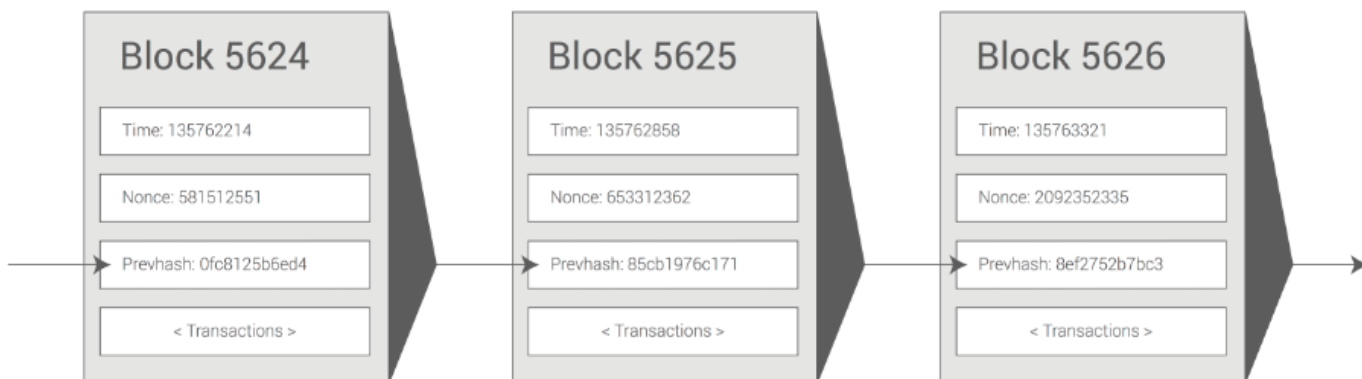 Block 5624
Time: 135762214
Nonce: 581512551
Prevhash: 0fc8125b6ed4
< Transactions >
Block 5625
Time: 135762858
Nonce: 653312362
Prevhash: 85cb1976c171
< Transactions >
Block 5626
Time: 135763321
Nonce: 2092352335
Prevhash: 8ef2752b7bc3
< Transactions >